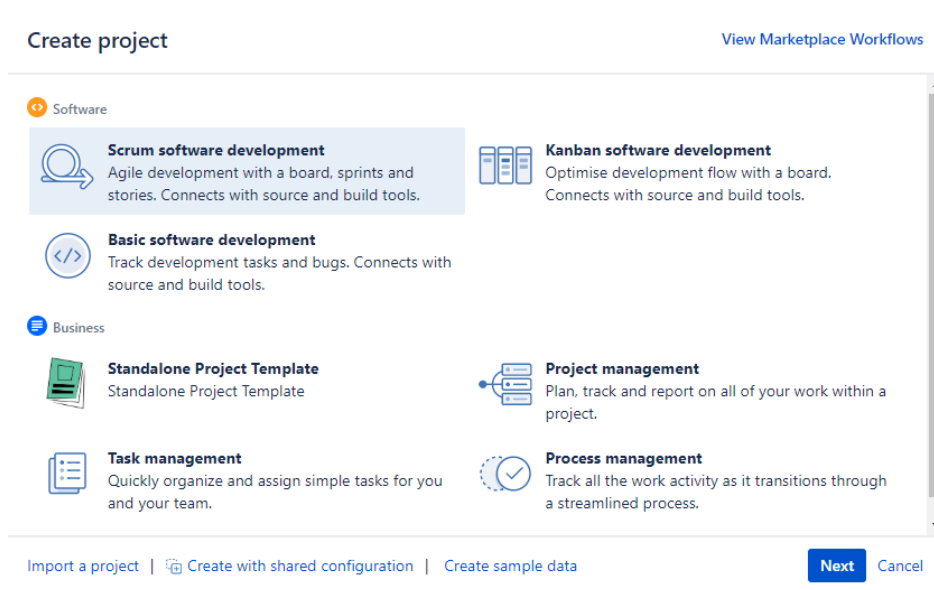 Create project
View Marketplace Workflows
Software
Scrum software development
Agile development with a board, sprints and
stories. Connects with source and build tools.
Kanban software development
Optimise development flow with a board.
Connects with source and build tools.
Basic software development
Track development tasks and bugs. Connects with
source and build tools.
Business
Standalone Project Template
Standalone Project Template
Project management
Plan, track and report on all of your work within a
project.
Task management
Quickly organize and assign simple tasks for you
and your team.
Process management
Track all the work activity as it transitions through
a streamlined process.
Import a project | Create with shared configuration | Create sample data
Next Cancel